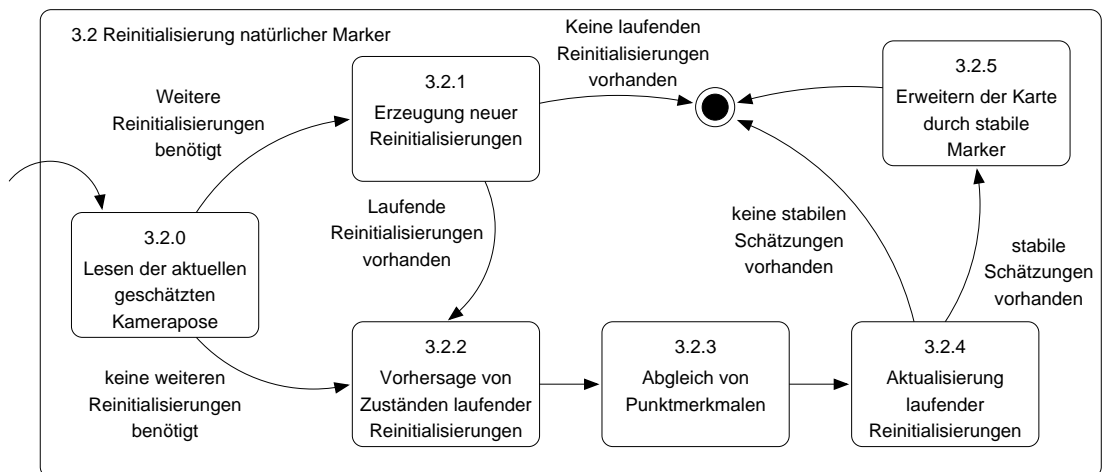 3.2 Reinitialisierung natürlicher Marker
Weitere
Reinitialisierungen
benötigt
3.2.1
Erzeugung neuer
Reinitialisierungen
Keine laufenden
Reinitialisierungen
vorhanden
3.2.5
Erweitern der Karte
durch stabile
Marker
3.2.0
Lesen der aktuellen
geschätzten
Kamerapose
Laufende
Reinitialisierungen
vorhanden
keine stabilen
Schätzungen
vorhanden
stabile
Schätzungen
vorhanden
keine weiteren
Reinitialisierungen
benötigt
3.2.2
Vorhersage von
Zuständen laufender
Reinitialisierungen
3.2.3
Abgleich von
Punktmerkmalen
3.2.4
Aktualisierung
laufender
Reinitialisierungen